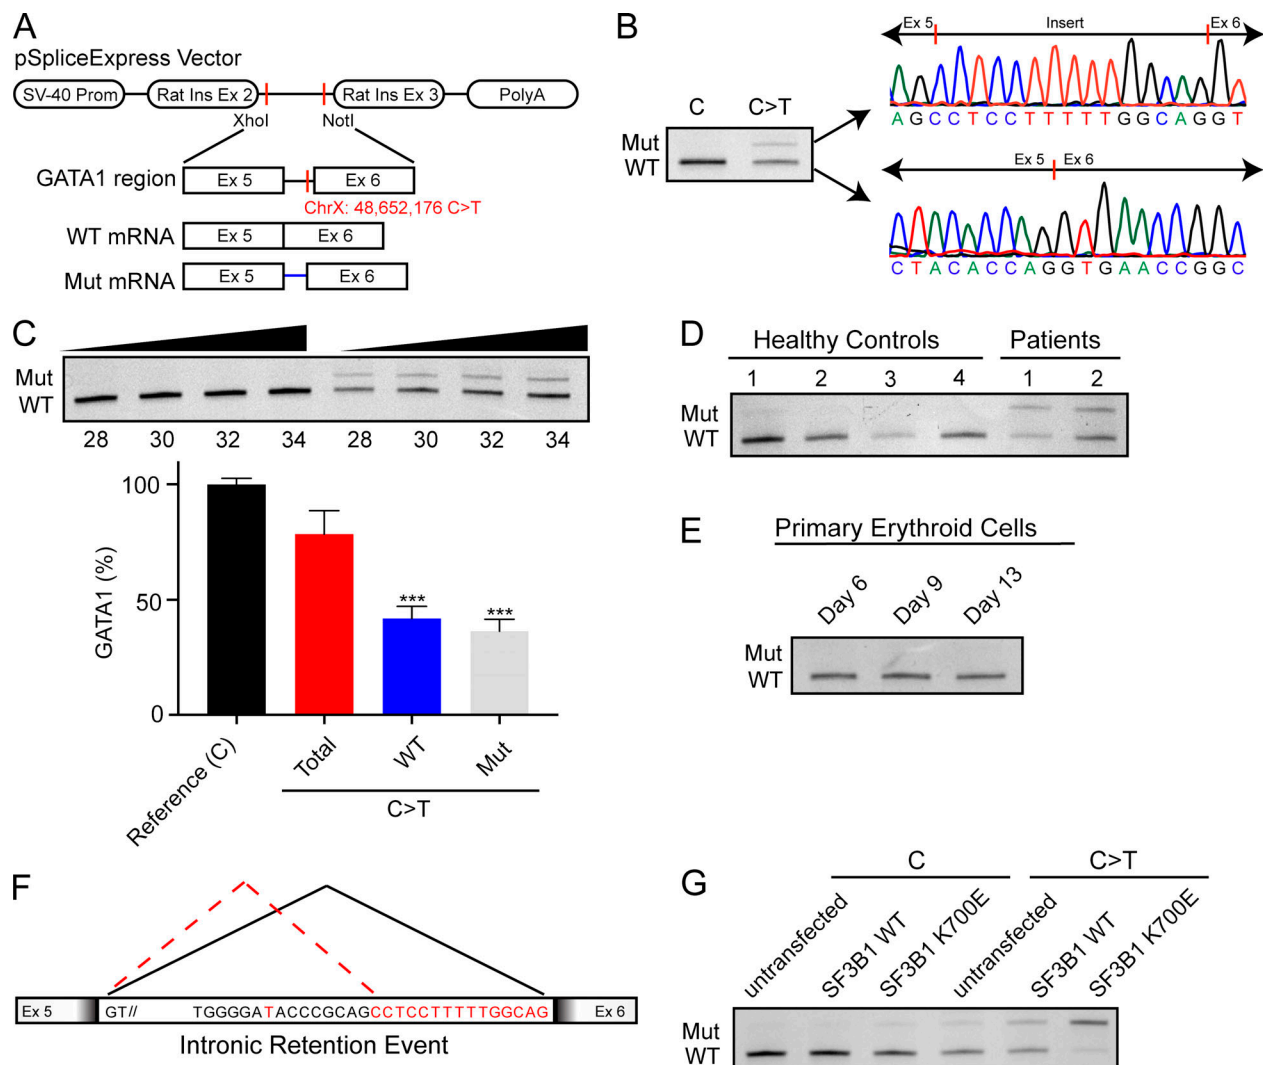 A
pSpliceExpress Vector
SV-40 Prom
Rat Ins Ex 2
Rat Ins Ex 3
PolyA
XhoI
NotI
GATA1 region
Ex 5
Ex 6
ChrX: 48,652,176 C>T
WT mRNA
Ex 5
Ex 6
Mut mRNA
Ex 5
Ex 6
B
C
C>T
Mut
WT
Ex 5
Insert
Ex 6
AGCCTCCTTTTTGGCAGGT
Ex 5
Ex 6
CTACACCAGGTGAACCGGC
C
Mut
WT
28 30 32 34 28 30 32 34
GATA1 (%)
100
50
0
***
***
Reference (C)
Total
WT
Mut
C>T
D
Healthy Controls
Patients
1 2 3 4 1 2
Mut
WT
E
Primary Erythroid Cells
Day 6
Day 9
Day 13
Mut
WT
F
Ex 5
GT//
TGGGGATACCCGCAGCCTCCTTTTTGGCAG
Ex 6
Intronic Retention Event
G
C
C>T
untransfected
SF3B1 WT
SF3B1 K700E
untransfected
SF3B1 WT
SF3B1 K700E
Mut
WT